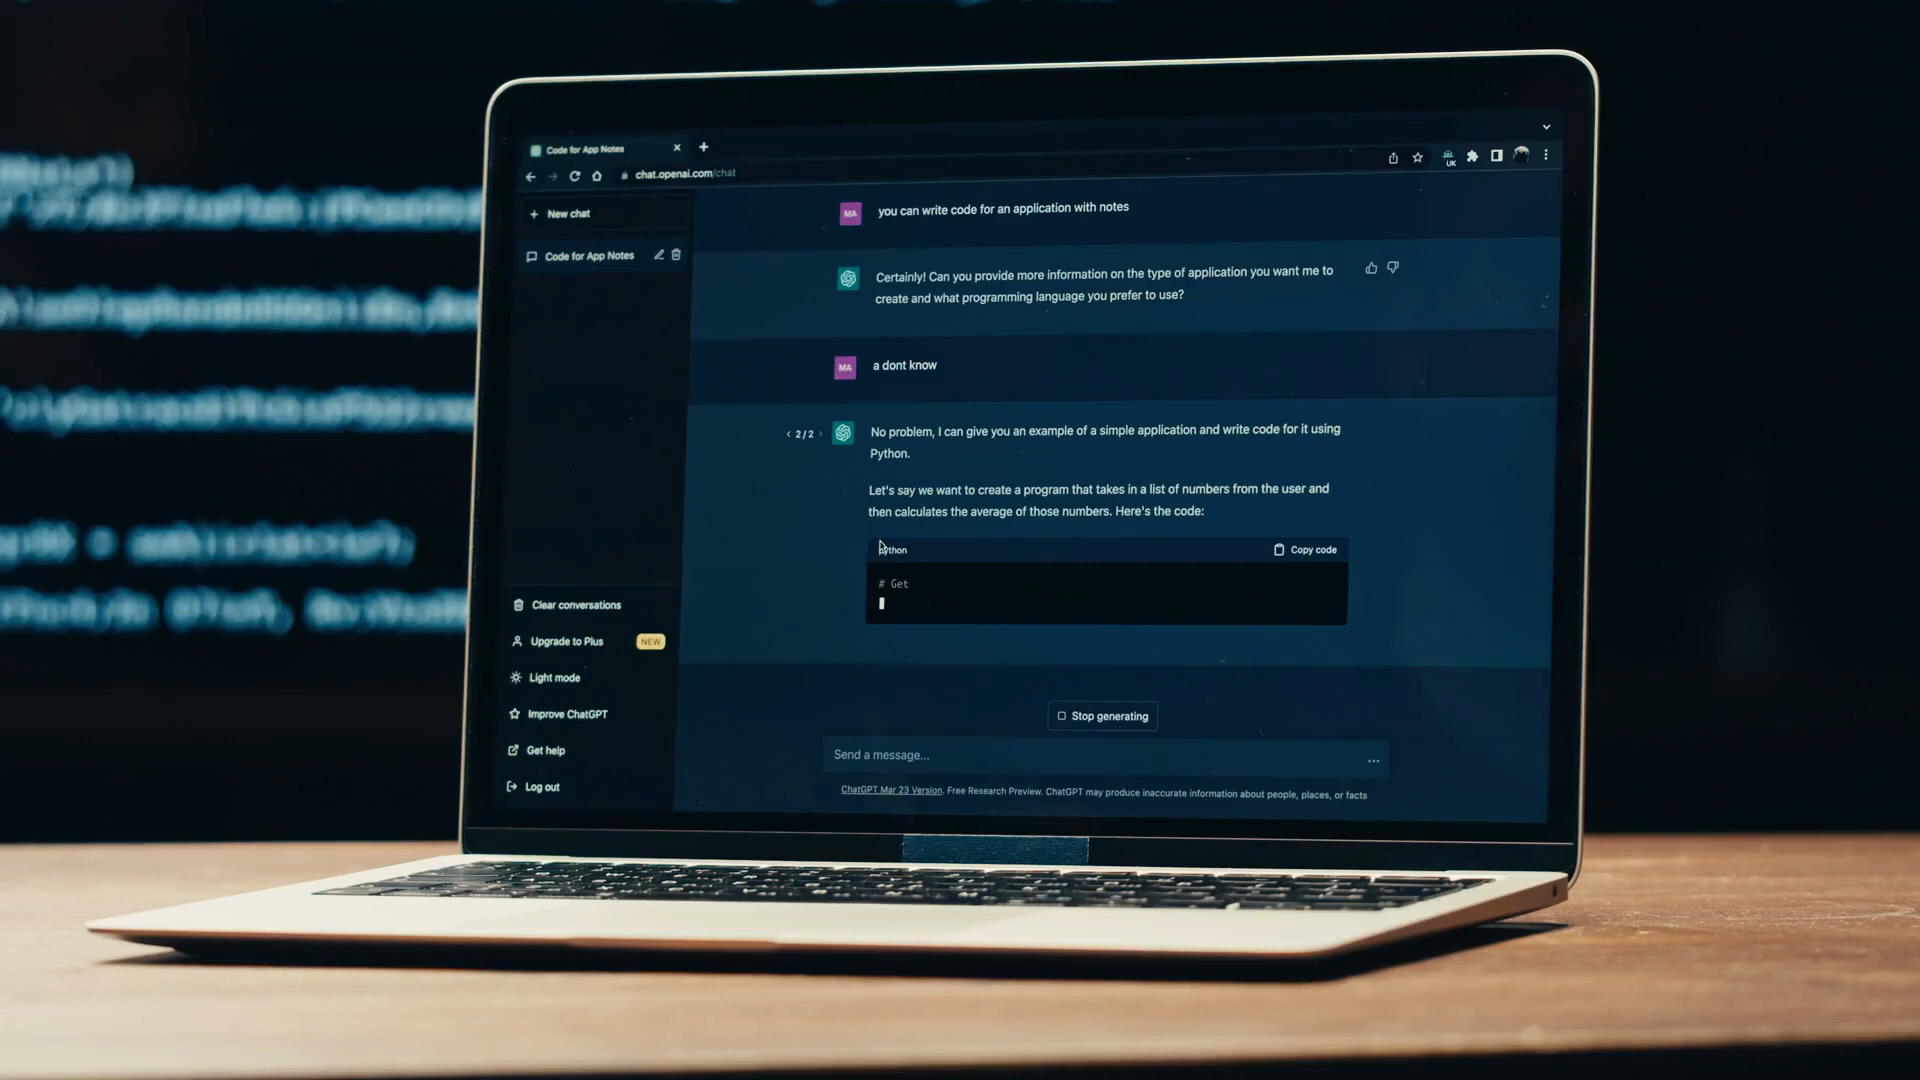 Code for App Notes
chat.openai.com/chat
UK
New chat
Code for App Notes
MA
you can write code for an application with notes
Certainly! Can you provide more information on the type of application you want me to
create and what programming language you prefer to use?
MA
a dont know
2/2
No problem, I can give you an example of a simple application and write code for it using
Python.
Let's say we want to create a program that takes in a list of numbers from the user and
then calculates the average of those numbers. Here's the code:
python
Copy code
# Get
Clear conversations
Upgrade to Plus
NEW
Light mode
Improve ChatGPT
Get help
Log out
Stop generating
Send a message...
ChatGPT Mar 23 Version. Free Research Preview. ChatGPT may produce inaccurate information about people, places, or facts